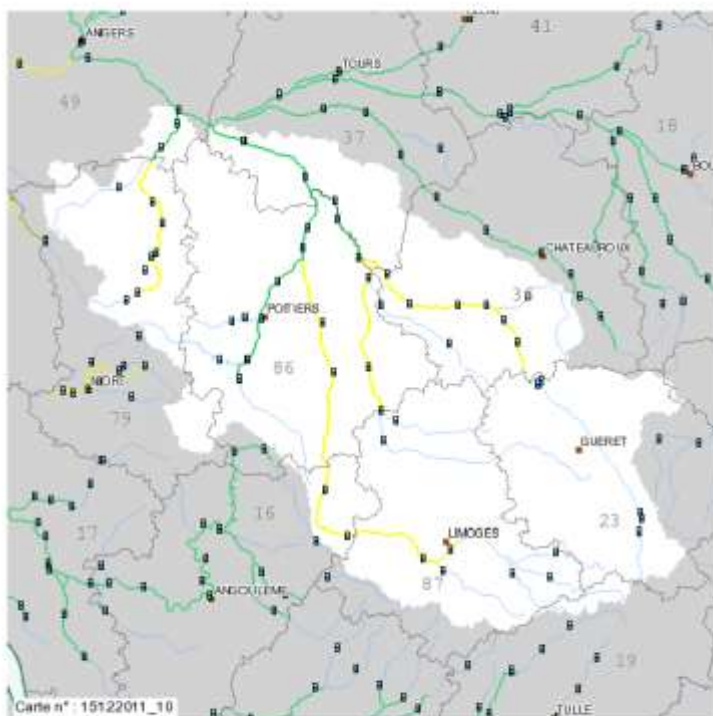 41
ANGERS
TOURS
49
37
18
BOU
CHATEAUROUX
36
POITIERS
86
NIORT
79
GUERET
17
16
23
LIMOGES
87
ANGOULEME
19
TULLE
Carte n° : 15122011_10